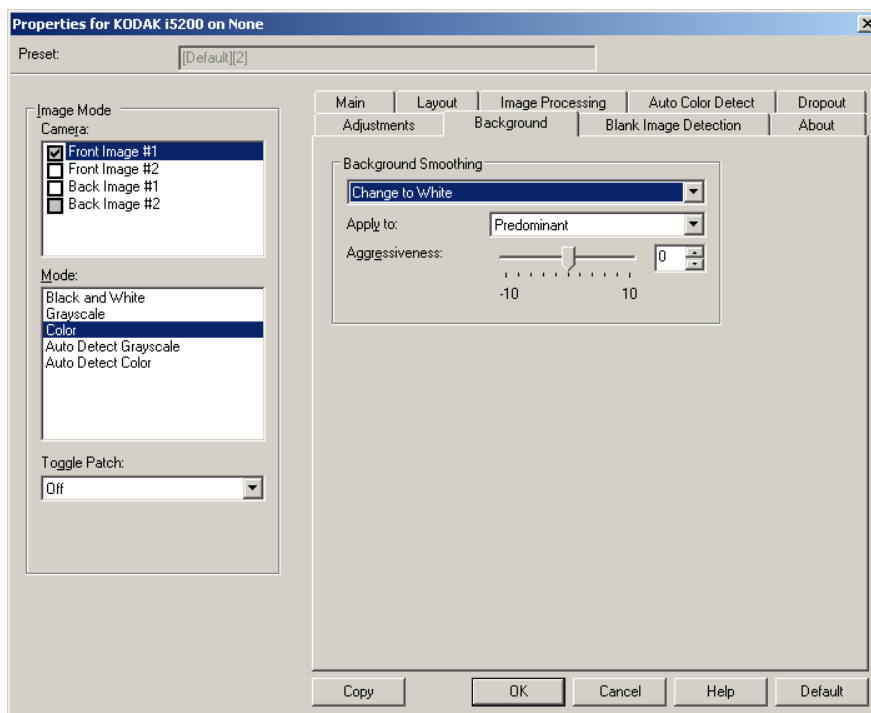 Properties for KODAK i5200 on None
Preset:
[Default][2]
Image Mode
Camera:
Front Image #1
Front Image #2
Back Image #1
Back Image #2
Mode:
Black and White
Grayscale
Color
Auto Detect Grayscale
Auto Detect Color
Toggle Patch:
Off
Main
Layout
Image Processing
Auto Color Detect
Dropout
Adjustments
Background
Blank Image Detection
About
Background Smoothing
Change to White
Apply to:
Predominant
Aggressiveness:
0
-10
10
Copy
OK
Cancel
Help
Default